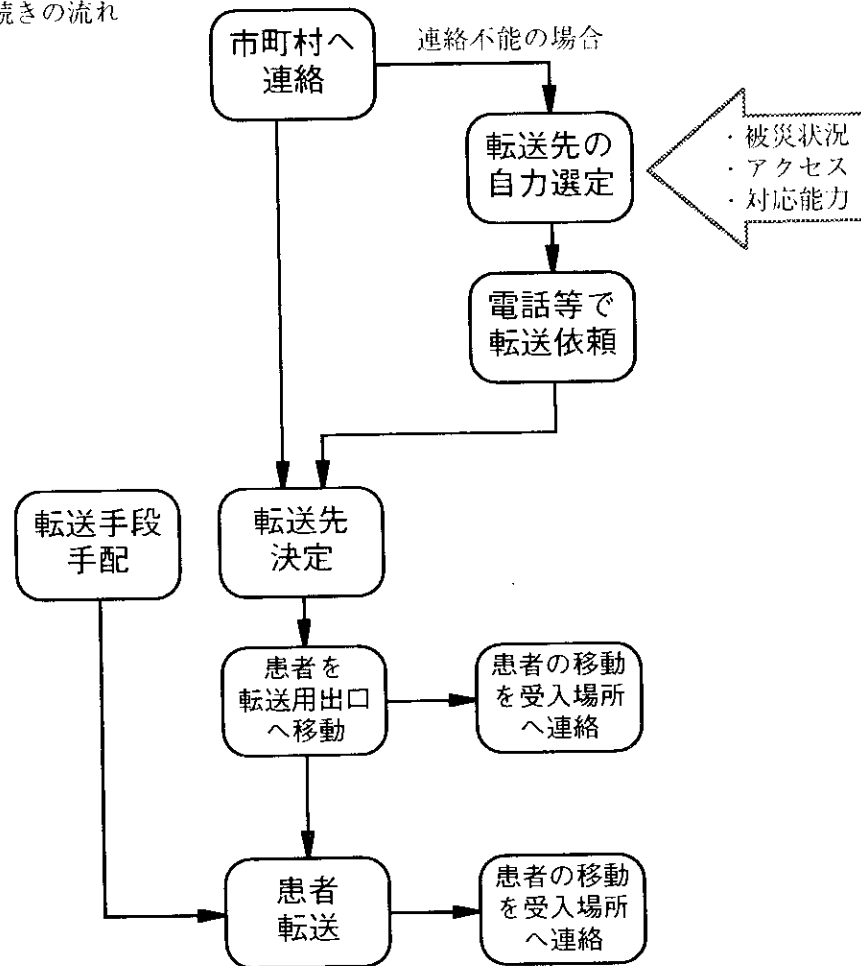 続きの流れ
市町村へ
連絡
連絡不能の場合
転送先の
自力選定
・被災状況
・アクセス
・対応能力
電話等で
転送依頼
転送手段
手配
転送先
決定
患者を
転送用出口
へ移動
患者の移動
を受入場所
へ連絡
患者
転送
患者の移動
を受入場所
へ連絡